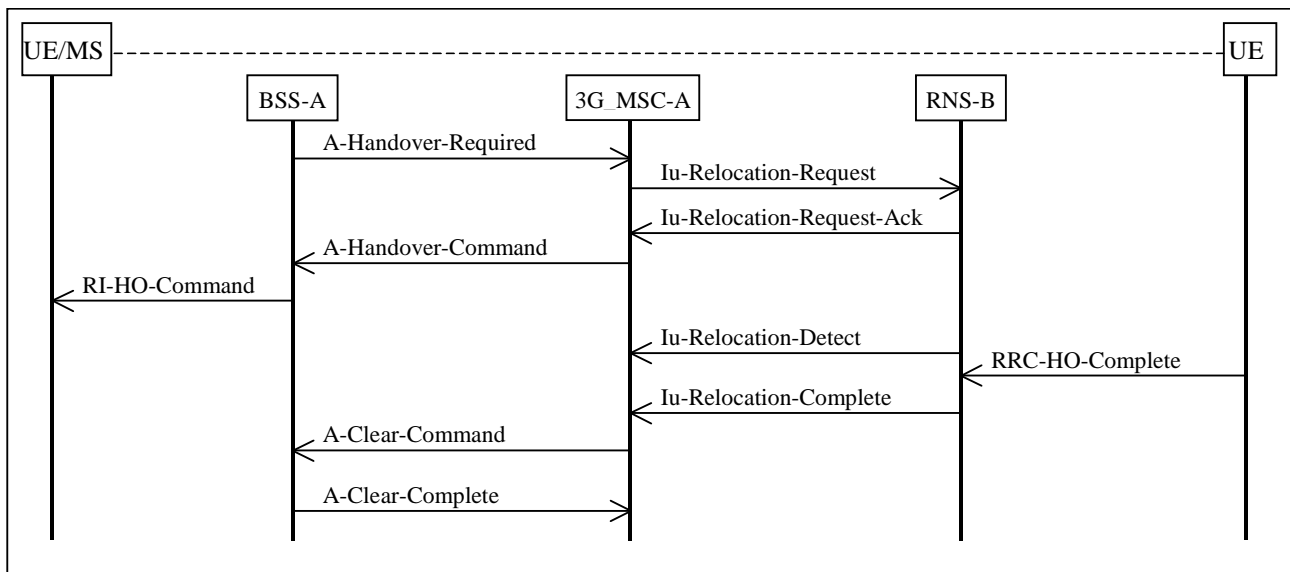 UE/MS
UE
BSS-A
3G_MSC-A
RNS-B
A-Handover-Required
Iu-Relocation-Request
Iu-Relocation-Request-Ack
A-Handover-Command
RI-HO-Command
Iu-Relocation-Detect
RRC-HO-Complete
Iu-Relocation-Complete
A-Clear-Command
A-Clear-Complete